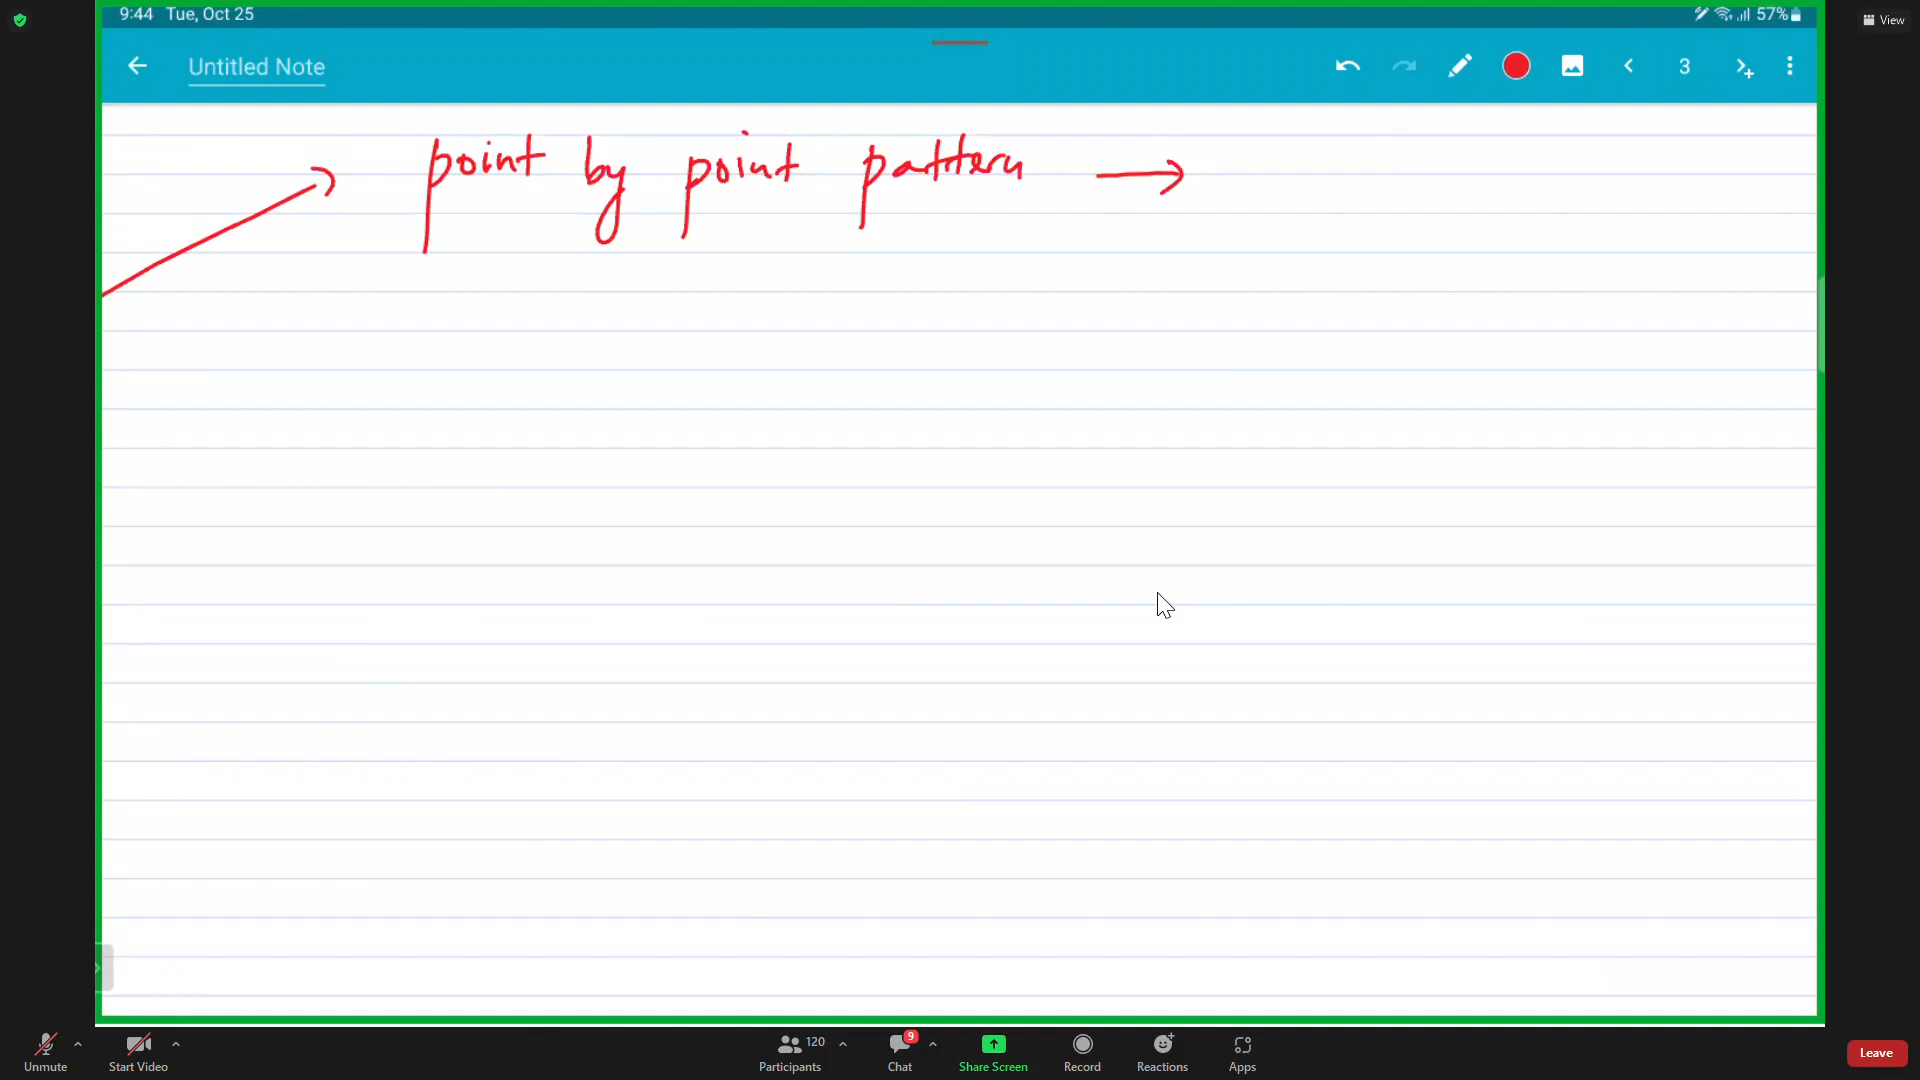 9:44 Tue, Oct 25 57%
View
Untitled Note 3
point by point pattern →
Unmute Start Video 120 Participants 9 Chat Share Screen Record Reactions Apps Leave